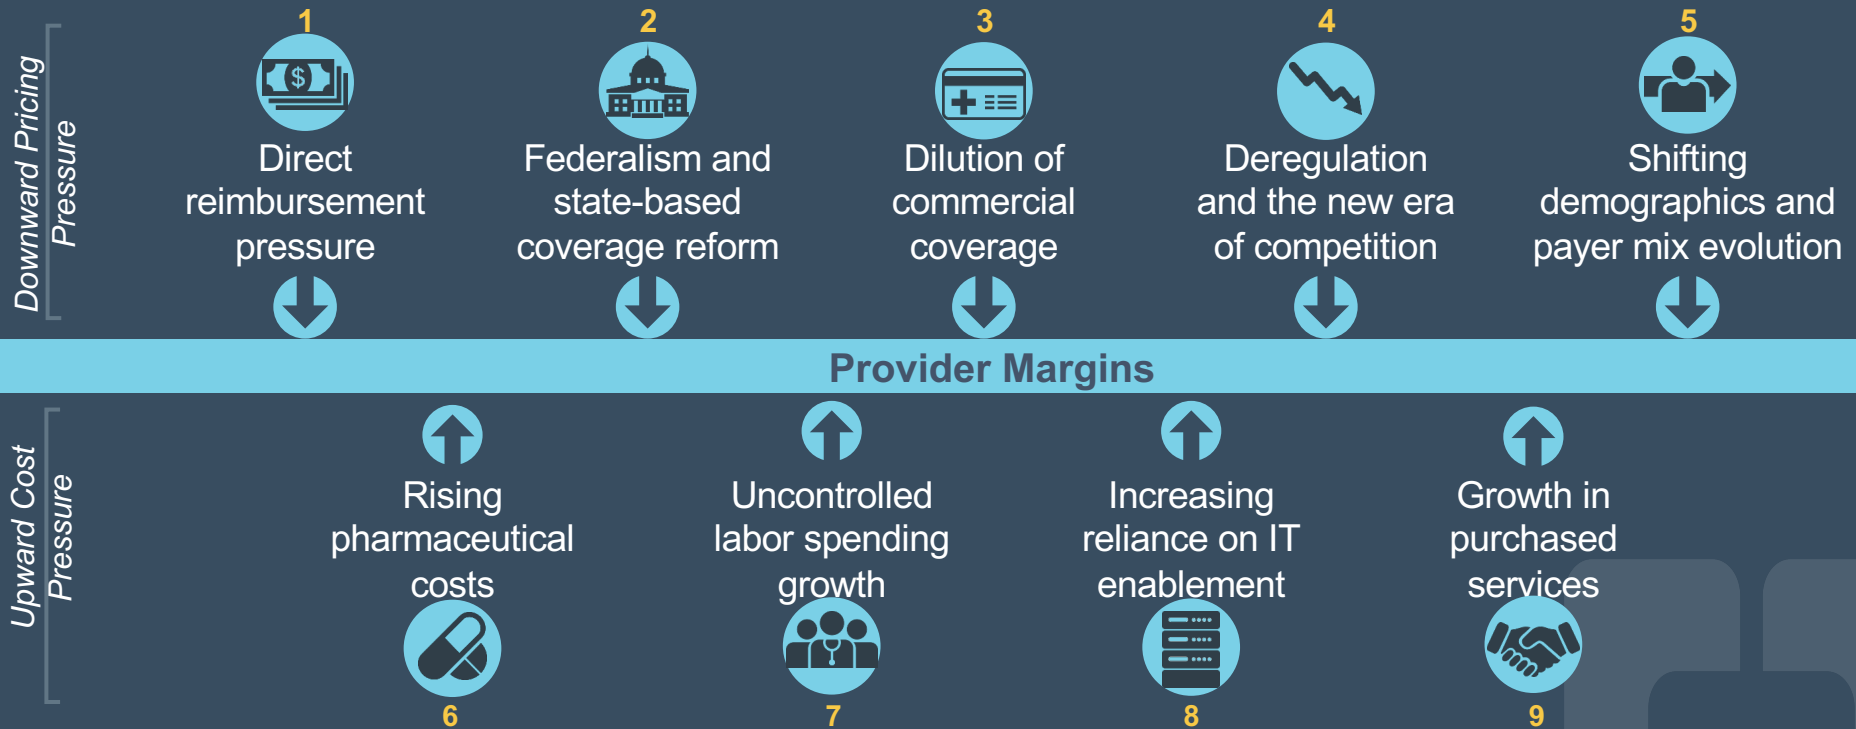 Downward Pricing
Pressure
1
Direct
reimbursement
pressure
2
Federalism and
state-based
coverage reform
3
Dilution of
commercial
coverage
4
Deregulation
and the new era
of competition
5
Shifting
demographics and
payer mix evolution
Provider Margins
Upward Cost
Pressure
Rising
pharmaceutical
costs
6
Uncontrolled
labor spending
growth
7
Increasing
reliance on IT
enablement
8
Growth in
purchased
services
9